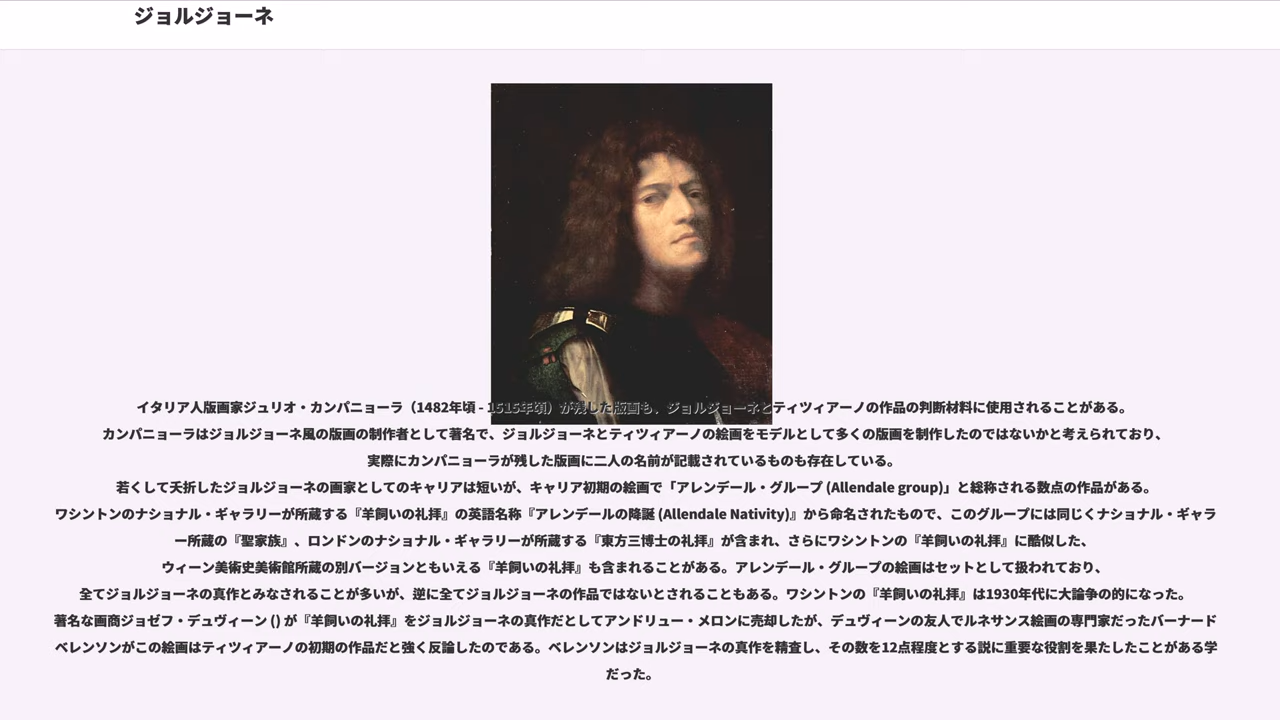 ジョルジョーネ
イタリア人版画家ジュリオ・カンパニョーラ（1482年頃 - 1515年頃）が残した版画も、ジョルジョーネとティツィアーノの作品の判断材料に使用されることがある。
カンパニョーラはジョルジョーネ風の版画の制作者として著名で、ジョルジョーネとティツィアーノの絵画をモデルとして多くの版画を制作したのではないかと考えられており、
実際にカンパニョーラが残した版画に二人の名前が記載されているものも存在している。
若くして夭折したジョルジョーネの画家としてのキャリアは短いが、キャリア初期の絵画で「アレンデール・グループ (Allendale group)」と総称される数点の作品がある。
ワシントンのナショナル・ギャラリーが所蔵する『羊飼いの礼拝』の英語名称『アレンデールの降誕 (Allendale Nativity)』から命名されたもので、このグループには同じくナショナル・ギャラ
リー所蔵の『聖家族』、ロンドンのナショナル・ギャラリーが所蔵する『東方三博士の礼拝』が含まれ、さらにワシントンの『羊飼いの礼拝』に酷似した、
ウィーン美術史美術館所蔵の別バージョンともいえる『羊飼いの礼拝』も含まれることがある。アレンデール・グループの絵画はセットとして扱われており、
全てジョルジョーネの真作とみなされることが多いが、逆に全てジョルジョーネの作品ではないとされることもある。ワシントンの『羊飼いの礼拝』は1930年代に大論争の的になった。
著名な画商ジョゼフ・デュヴィーン () が『羊飼いの礼拝』をジョルジョーネの真作だとしてアンドリュー・メロンに売却したが、デュヴィーンの友人でルネサンス絵画の専門家だったバーナード
ベレンソンがこの絵画はティツィアーノの初期の作品だと強く反論したのである。ベレンソンはジョルジョーネの真作を精査し、その数を12点程度とする説に重要な役割を果たしたことがある学
だった。